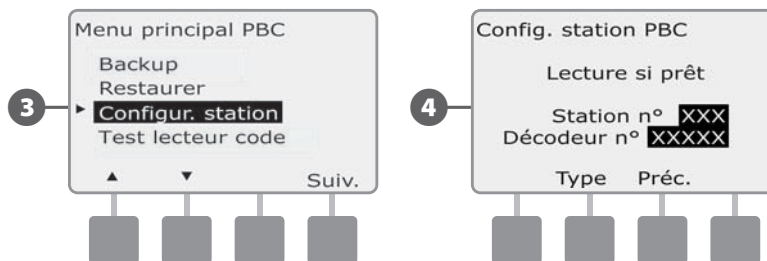 3
Menu principal PBC
Backup
Restaurer
Configur. station
Test lecteur code
Suiv.
4
Config. station PBC
Lecture si prêt
Station n° XXX
Décodeur n° XXXXX
Type Préc.